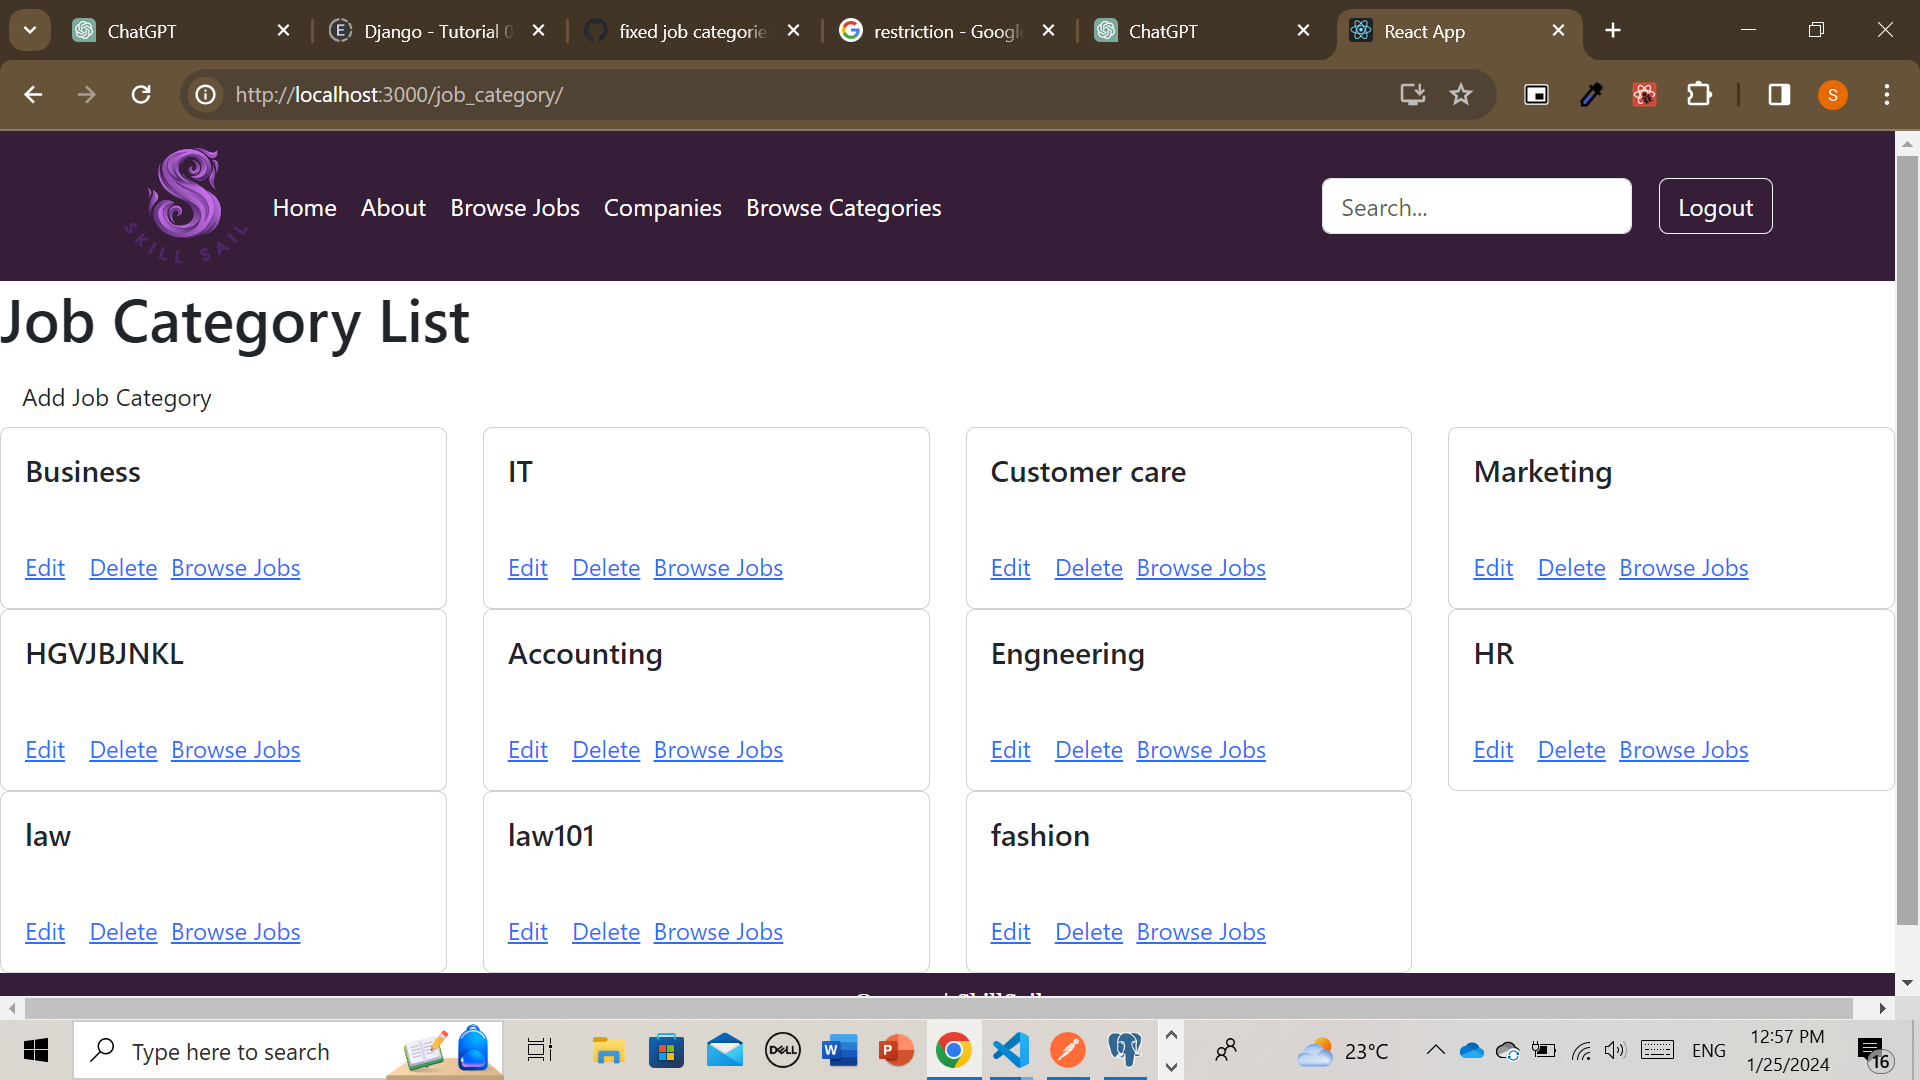 ChatGPT
Django - Tutorial 0
fixed job categorie
restriction - Googl
ChatGPT
React App
http://localhost:3000/job_category/
S
SKILL SAIL
Home About Browse Jobs Companies Browse Categories
Search...
Logout
Job Category List
Add Job Category
Business
Edit Delete Browse Jobs
IT
Edit Delete Browse Jobs
Customer care
Edit Delete Browse Jobs
Marketing
Edit Delete Browse Jobs
HGVJBJNKL
Edit Delete Browse Jobs
Accounting
Edit Delete Browse Jobs
Engneering
Edit Delete Browse Jobs
HR
Edit Delete Browse Jobs
law
Edit Delete Browse Jobs
law101
Edit Delete Browse Jobs
fashion
Edit Delete Browse Jobs
Type here to search
DELL
W
P
23°C
ENG
12:57 PM
1/25/2024
16